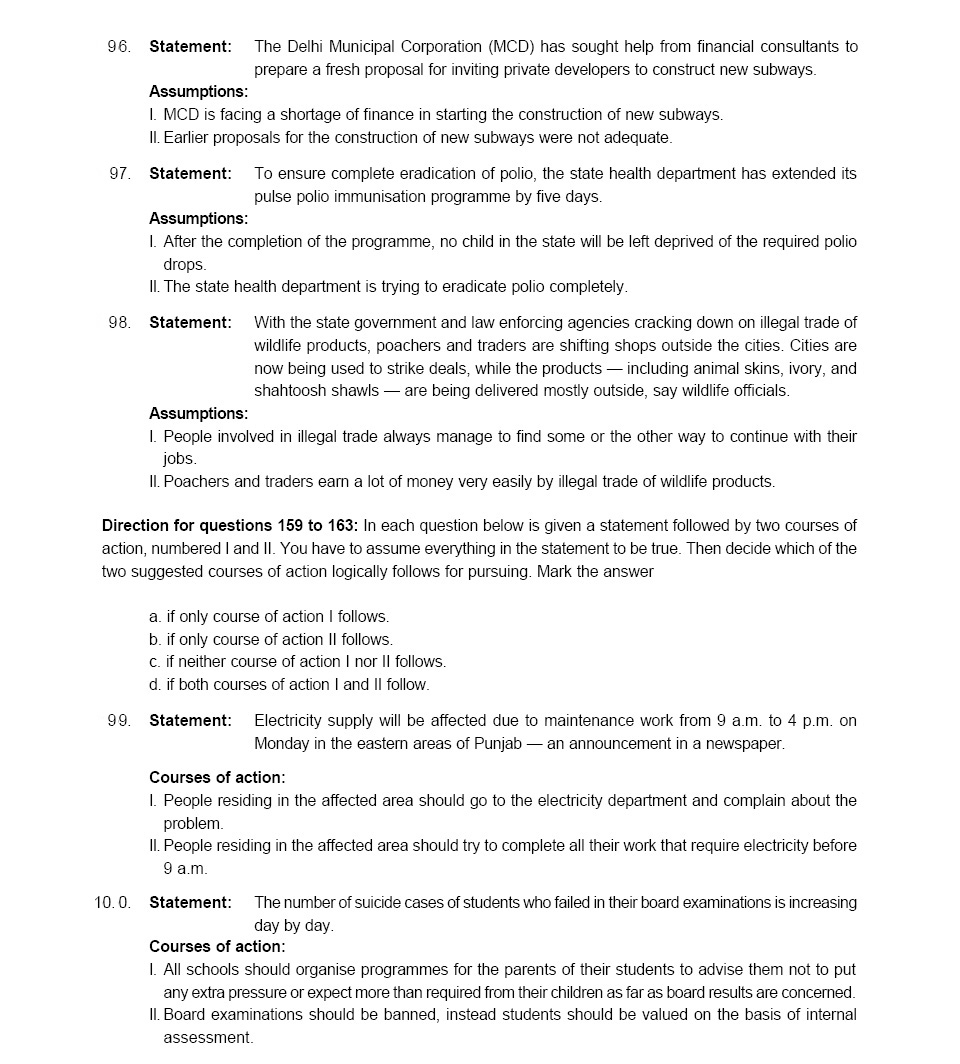 96. Statement: The Delhi Municipal Corporation (MCD) has sought help from financial consultants to
prepare a fresh proposal for inviting private developers to construct new subways.
Assumptions:
I. MCD is facing a shortage of finance in starting the construction of new subways.
II. Earlier proposals for the construction of new subways were not adequate.
97. Statement: To ensure complete eradication of polio, the state health department has extended its
pulse polio immunisation programme by five days.
Assumptions:
I. After the completion of the programme, no child in the state will be left deprived of the required polio
drops.
II. The state health department is trying to eradicate polio completely.
98. Statement: With the state government and law enforcing agencies cracking down on illegal trade of
wildlife products, poachers and traders are shifting shops outside the cities. Cities are
now being used to strike deals, while the products — including animal skins, ivory, and
shahtoosh shawls — are being delivered mostly outside, say wildlife officials.
Assumptions:
I. People involved in illegal trade always manage to find some or the other way to continue with their
jobs.
II. Poachers and traders earn a lot of money very easily by illegal trade of wildlife products.
Direction for questions 159 to 163: In each question below is given a statement followed by two courses of
action, numbered I and II. You have to assume everything in the statement to be true. Then decide which of the
two suggested courses of action logically follows for pursuing. Mark the answer
a. if only course of action I follows.
b. if only course of action II follows.
c. if neither course of action I nor II follows.
d. if both courses of action I and II follow.
99. Statement: Electricity supply will be affected due to maintenance work from 9 a.m. to 4 p.m. on
Monday in the eastern areas of Punjab — an announcement in a newspaper.
Courses of action:
I. People residing in the affected area should go to the electricity department and complain about the
problem.
II. People residing in the affected area should try to complete all their work that require electricity before
9 a.m.
10.0. Statement: The number of suicide cases of students who failed in their board examinations is increasing
day by day.
Courses of action:
I. All schools should organise programmes for the parents of their students to advise them not to put
any extra pressure or expect more than required from their children as far as board results are concerned.
II. Board examinations should be banned, instead students should be valued on the basis of internal
assessment.